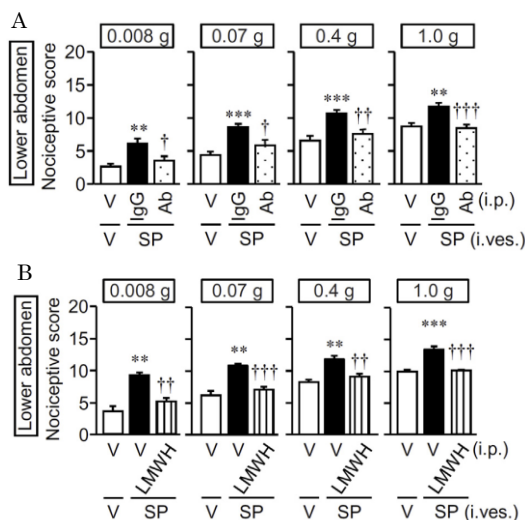 A
0.008 g 0.07 g 0.4 g 1.0 g
Lower abdomen
Nociceptive score
20
15
10
5
0
** † *** † *** †† ** †††
V IgG Ab V IgG Ab V IgG Ab V IgG Ab (i.p.)
V SP V SP V SP V SP (i.ves.)
B
0.008 g 0.07 g 0.4 g 1.0 g
Lower abdomen
Nociceptive score
20
15
10
5
0
** †† ** ††† ** †† *** †††
V V LMWH V V LMWH V V LMWH V V LMWH (i.p.)
V SP V SP V SP V SP (i.ves.)